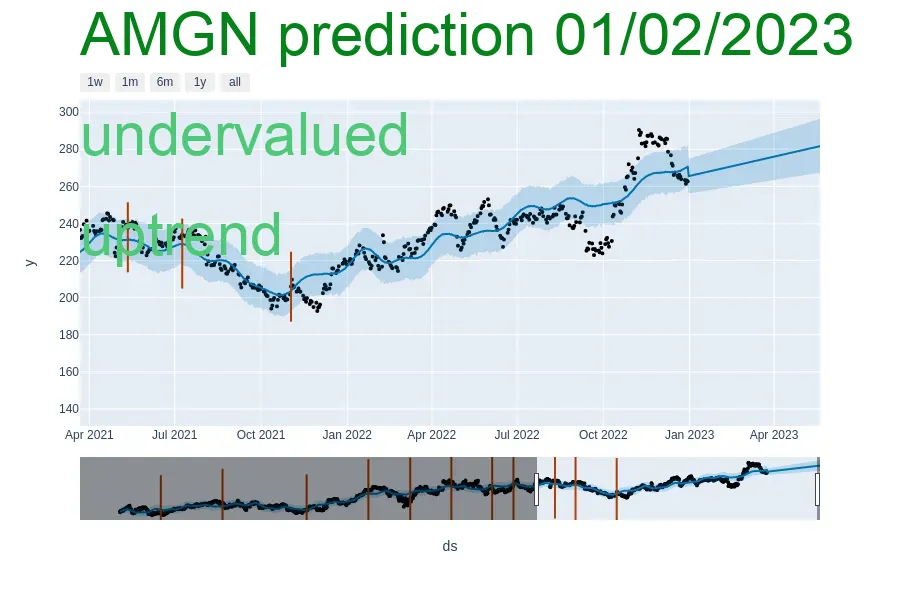 AMGN prediction 01/02/2023
1w 1m 6m 1y all
300
undervalued
280
260
240
uptrend
220
200
180
160
140
y
Apr 2021 Jul 2021 Oct 2021 Jan 2022 Apr 2022 Jul 2022 Oct 2022 Jan 2023 Apr 2023
ds